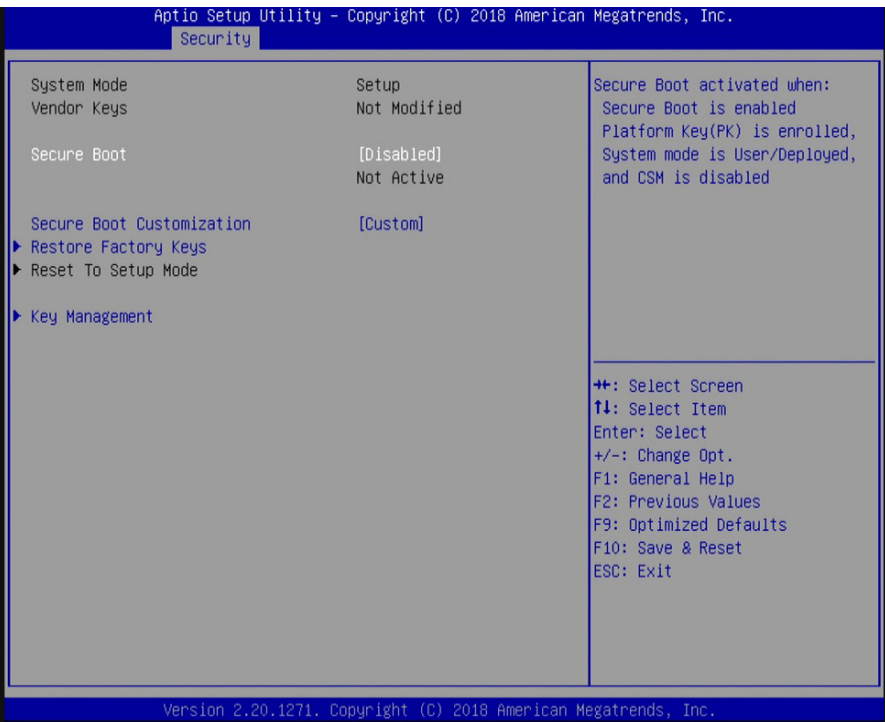 Aptio Setup Utility – Copyright (C) 2018 American Megatrends, Inc.
Security
System Mode Setup
Vendor Keys Not Modified
Secure Boot [Disabled]
Not Active
Secure Boot Customization [Custom]
Restore Factory Keys
Reset To Setup Mode
Key Management
Secure Boot activated when:
Secure Boot is enabled
Platform Key(PK) is enrolled,
System mode is User/Deployed,
and CSM is disabled
→←: Select Screen
↑↓: Select Item
Enter: Select
+/-: Change Opt.
F1: General Help
F2: Previous Values
F9: Optimized Defaults
F10: Save & Reset
ESC: Exit
Version 2.20.1271. Copyright (C) 2018 American Megatrends, Inc.